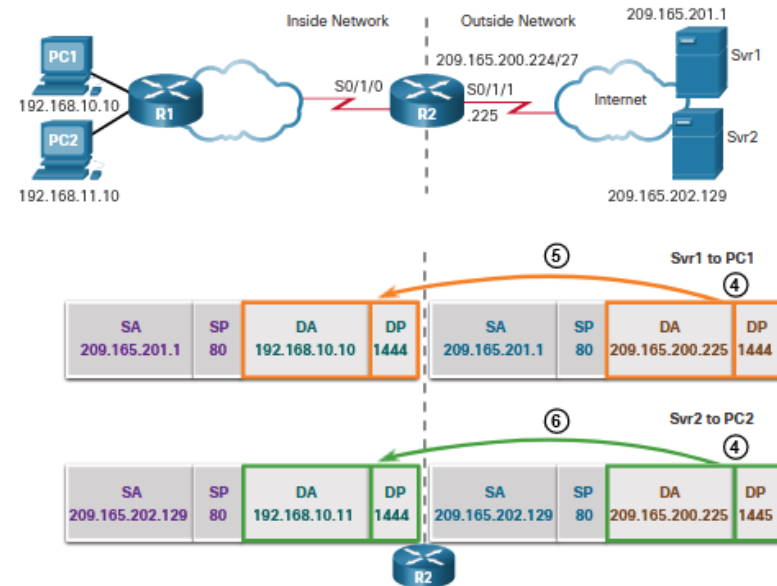 Inside Network
Outside Network
209.165.201.1
PC1
192.168.10.10
PC2
192.168.11.10
R1
S0/1/0
R2
209.165.200.224/27
S0/1/1
.225
Internet
Svr1
Svr2
209.165.202.129
Svr1 to PC1
5
4
SA SP DA DP SA SP DA DP
209.165.201.1 80 192.168.10.10 1444 209.165.201.1 80 209.165.200.225 1444
Svr2 to PC2
6
4
SA SP DA DP SA SP DA DP
209.165.202.129 80 192.168.10.11 1444 209.165.202.129 80 209.165.200.225 1445
R2